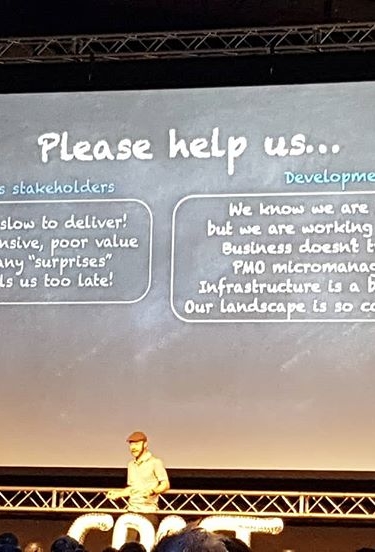 Please help us...
s stakeholders
slow to deliver!
nsive, poor value
any "surprises"
ls us too late!
Developme
We know we are
but we are working
Business doesnt t
PMO micromanag
Infrastructure is a b
Our landscape is so co